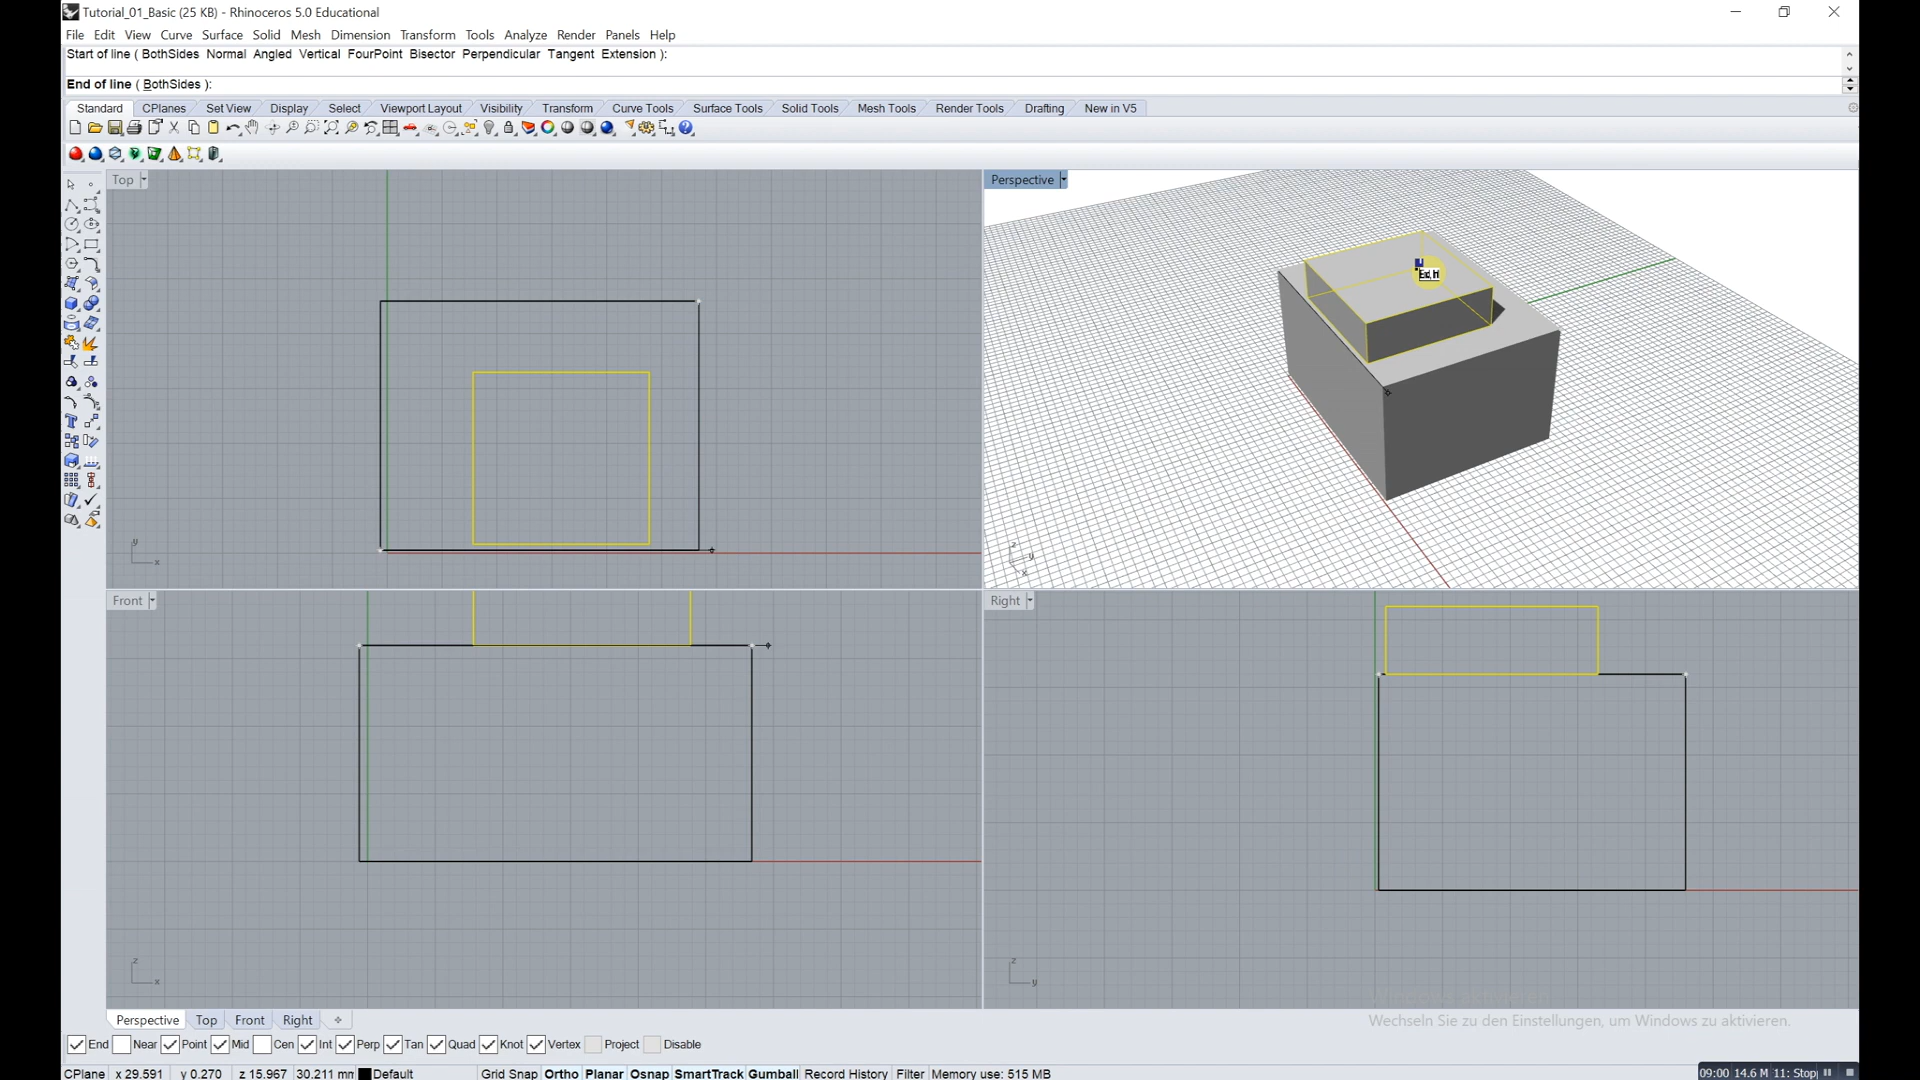 Tutorial_01_Basic (25 KB) - Rhinoceros 5.0 Educational
File Edit View Curve Surface Solid Mesh Dimension Transform Tools Analyze Render Panels Help
Start of line ( BothSides Normal Angled Vertical FourPoint Bisector Perpendicular Tangent Extension ):
End of line ( BothSides ):
Standard CPlanes Set View Display Select Viewport Layout Visibility Transform Curve Tools Surface Tools Solid Tools Mesh Tools Render Tools Drafting New in V5
Top
Perspective
y
x
z
y
x
Front
Right
z
x
z
y
Perspective Top Front Right
Wechseln Sie zu den Einstellungen, um Windows zu aktivieren.
End Near Point Mid Cen Int Perp Tan Quad Knot Vertex Project Disable
CPlane x 29.591 y 0.270 z 15.967 30.211 mm Default Grid Snap Ortho Planar Osnap SmartTrack Gumball Record History Filter Memory use: 515 MB
09:00 14.6 M 11: Stop